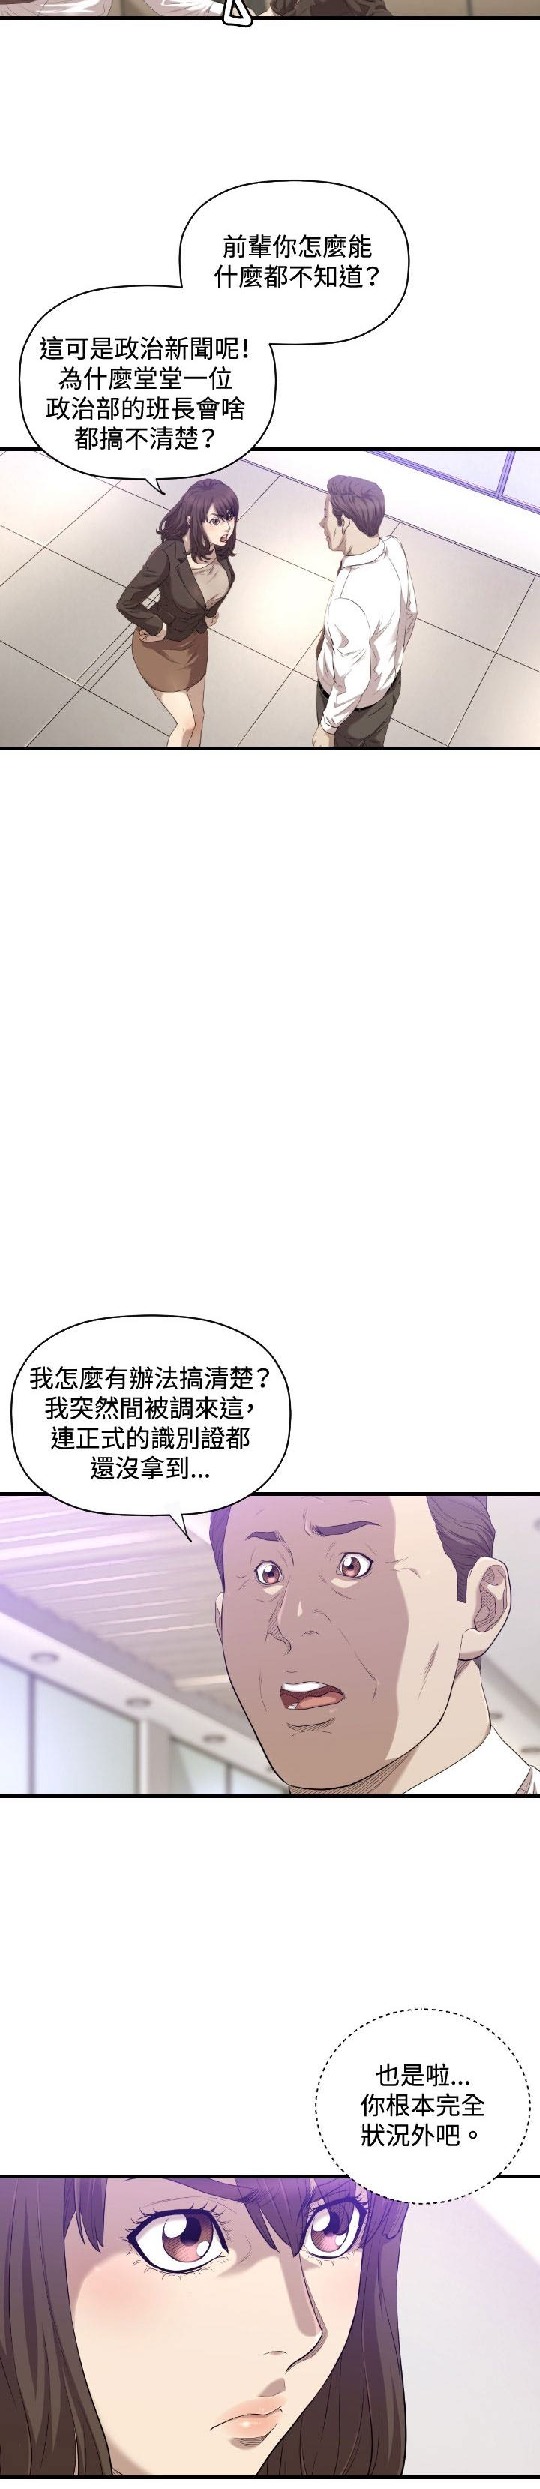 前輩你怎麼能
什麼都不知道？
這可是政治新聞呢！
為什麼堂堂一位
政治部的班長會啥
都搞不清楚？
我怎麼有辦法搞清楚？
我突然間被調來這，
連正式的識別證都
還沒拿到...
也是啦...
你根本完全
狀況外吧。